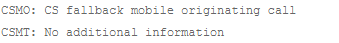 CSMO: CS fallback mobile originating call
CSMT: No additional information